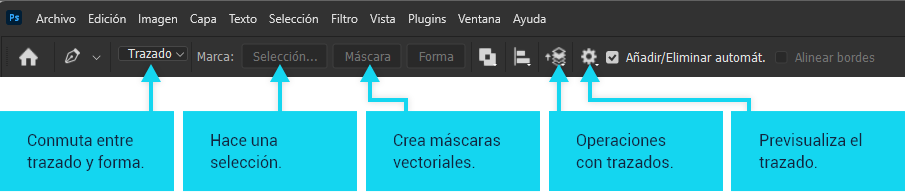 Ps Archivo Edición Imagen Capa Texto Selección Filtro Vista Plugins Ventana Ayuda
Trazado Marca: Selección... Máscara Forma Añadir/Eliminar automát. Alinear bordes
Conmuta entre
trazado y forma.
Hace una
selección.
Crea máscaras
vectoriales.
Operaciones
con trazados.
Previsualiza el
trazado.